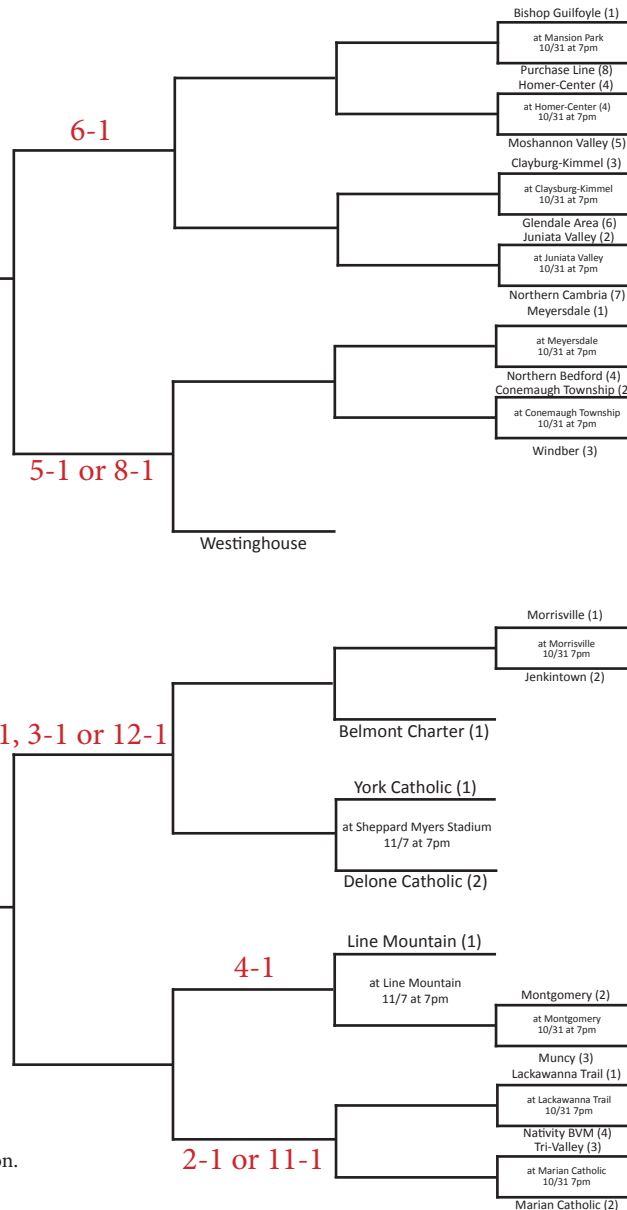 Bishop Guilfoyle (1)
at Mansion Park
10/31 at 7pm
Purchase Line (8)
Homer-Center (4)
at Homer-Center (4)
10/31 at 7pm
Moshannon Valley (5)
6-1
Clayburg-Kimmel (3)
at Claysburg-Kimmel
10/31 at 7pm
Glendale Area (6)
Juniata Valley (2)
at Juniata Valley
10/31 at 7pm
Northern Cambria (7)
Meyersdale (1)
at Meyersdale
10/31 at 7pm
Northern Bedford (4)
Conemaugh Township (2
at Conemaugh Township
10/31 at 7pm
Windber (3)
5-1 or 8-1
Westinghouse
Morrisville (1)
at Morrisville
10/31 7pm
Jenkintown (2)
Belmont Charter (1)
1, 3-1 or 12-1
York Catholic (1)
at Sheppard Myers Stadium
11/7 at 7pm
Delone Catholic (2)
Line Mountain (1)
4-1
at Line Mountain
11/7 at 7pm
Montgomery (2)
at Montgomery
10/31 at 7pm
Muncy (3)
Lackawanna Trail (1)
at Lackawanna Trail
10/31 7pm
Nativity BVM (4)
Tri-Valley (3)
2-1 or 11-1
at Marian Catholic
10/31 7pm
Marian Catholic (2)
on.